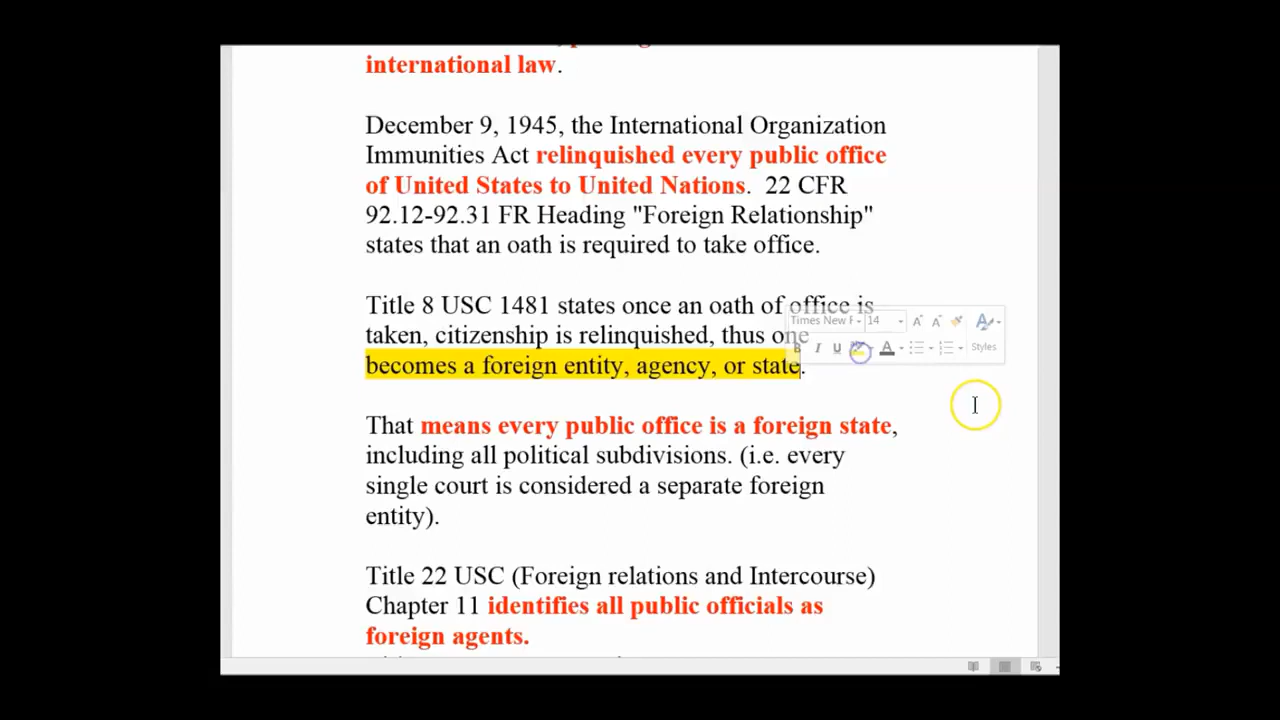 international law.
December 9, 1945, the International Organization
Immunities Act relinquished every public office
of United States to United Nations.  22 CFR
92.12-92.31 FR Heading "Foreign Relationship"
states that an oath is required to take office.
Title 8 USC 1481 states once an oath of office is
taken, citizenship is relinquished, thus one
Times New F 14
B I U A Styles
becomes a foreign entity, agency, or state.
That means every public office is a foreign state,
including all political subdivisions. (i.e. every
single court is considered a separate foreign
entity).
Title 22 USC (Foreign relations and Intercourse)
Chapter 11 identifies all public officials as
foreign agents.